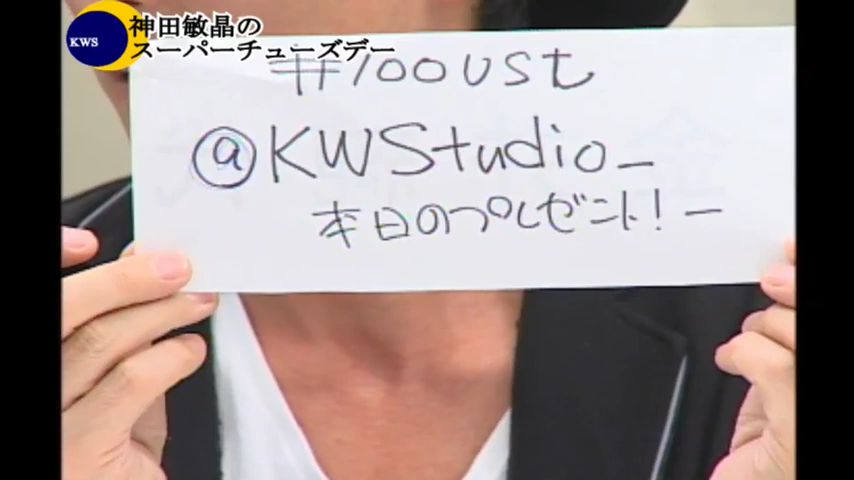 KWS
神田敏晶の
スーパーチューズデー
#100ust
@KWStudio_
本日のプレゼント!ー